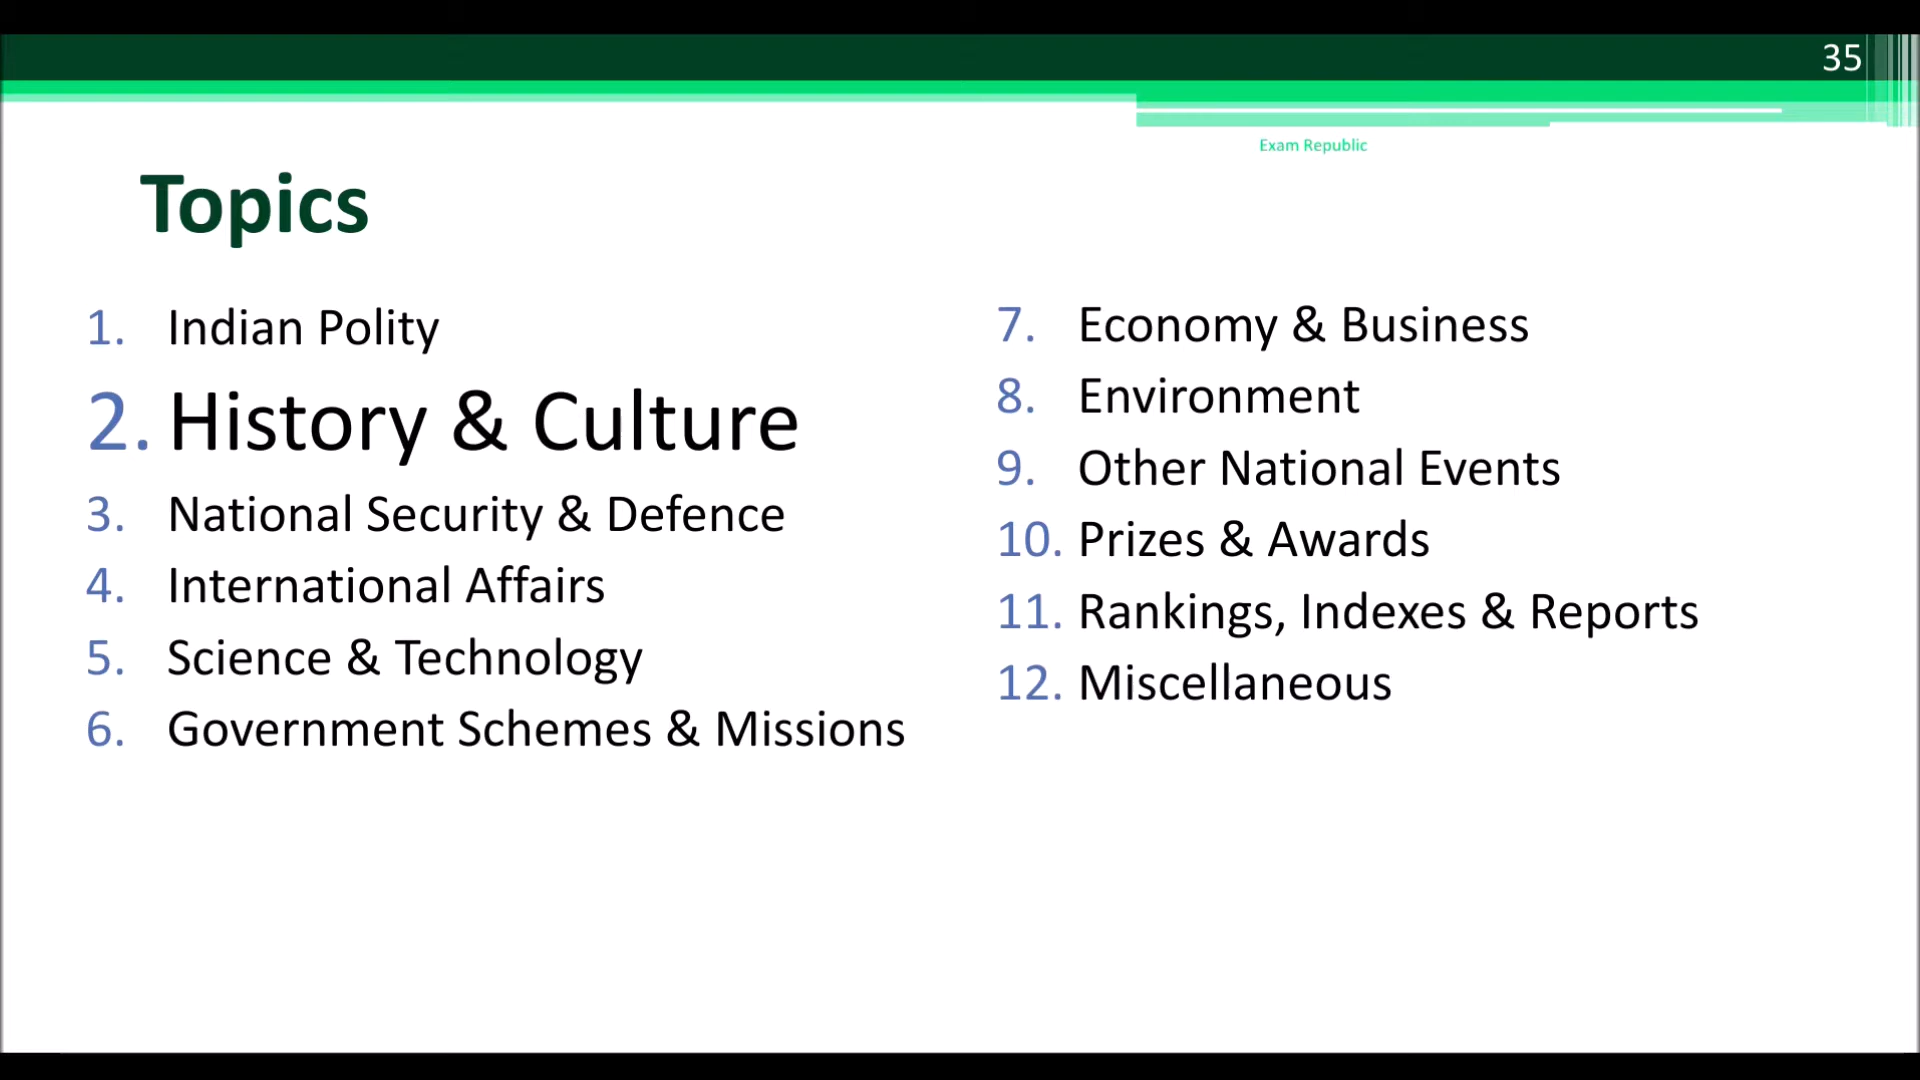 35
Exam Republic
Topics
1. Indian Polity
2. History & Culture
3. National Security & Defence
4. International Affairs
5. Science & Technology
6. Government Schemes & Missions
7. Economy & Business
8. Environment
9. Other National Events
10. Prizes & Awards
11. Rankings, Indexes & Reports
12. Miscellaneous